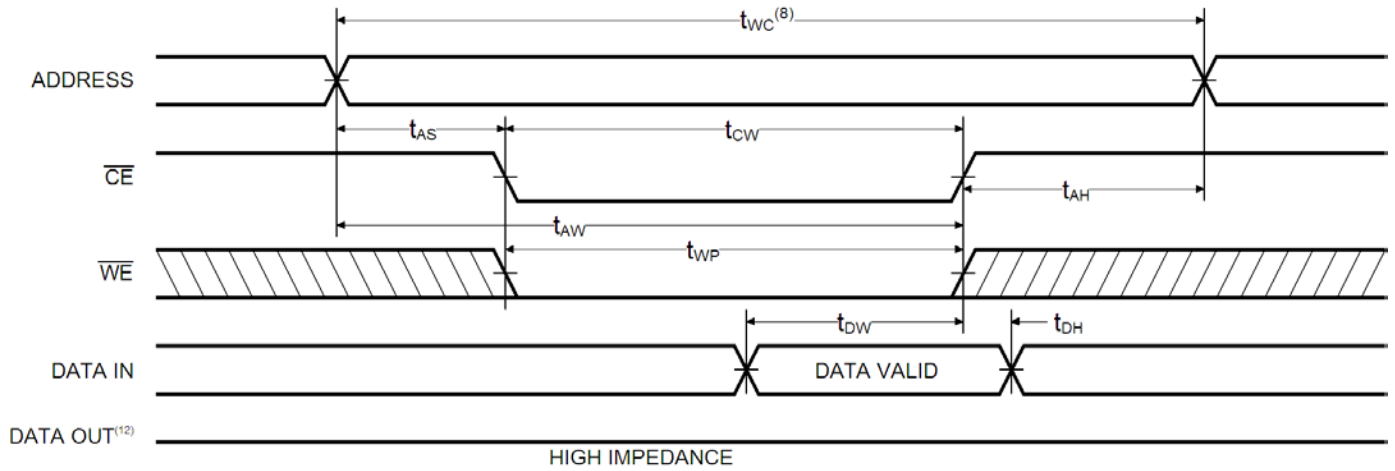 tWC(8)
ADDRESS
tAS
tCW
CE
tAH
tAW
tWP
WE
tDW
tDH
DATA IN
DATA VALID
DATA OUT(12)
HIGH IMPEDANCE